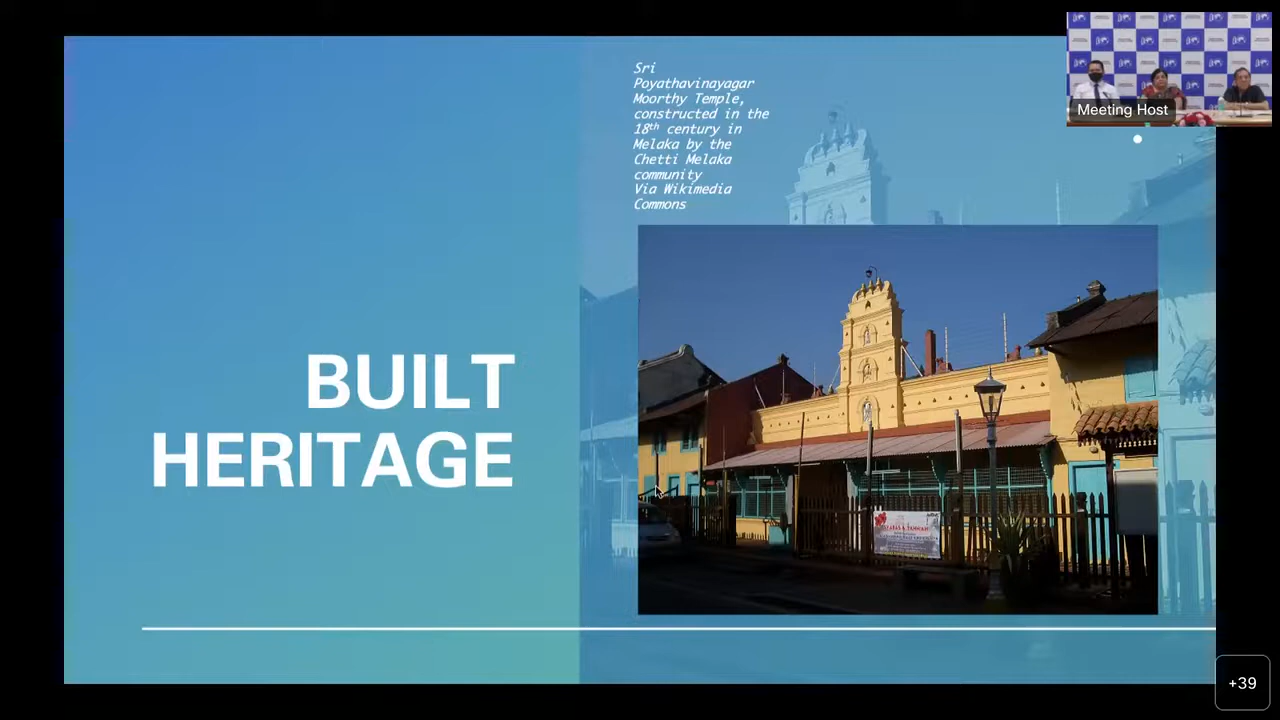 Sri
Poyathavinayagar
Moorthy Temple,
constructed in the
18th century in
Melaka by the
Chetti Melaka
community
Via Wikimedia
Commons
Meeting Host
BUILT
HERITAGE
+39